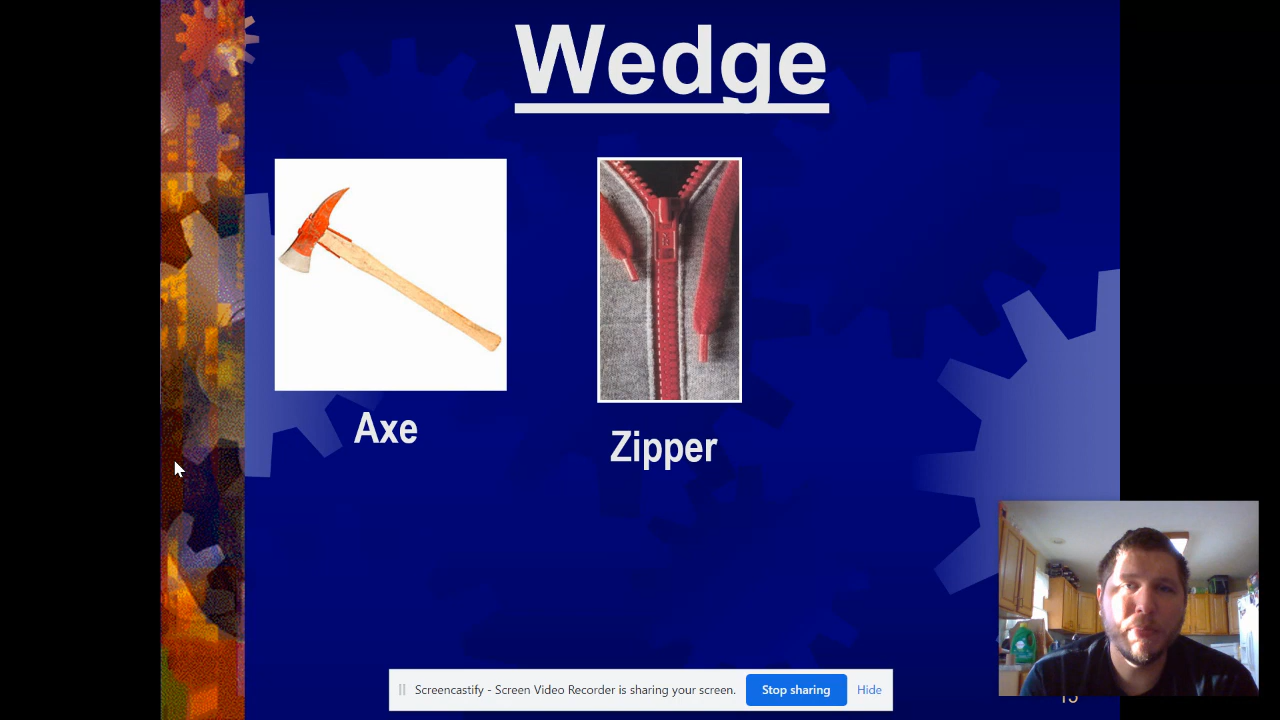 Wedge
Axe
Zipper
Screencastify - Screen Video Recorder is sharing your screen.
Stop sharing
Hide